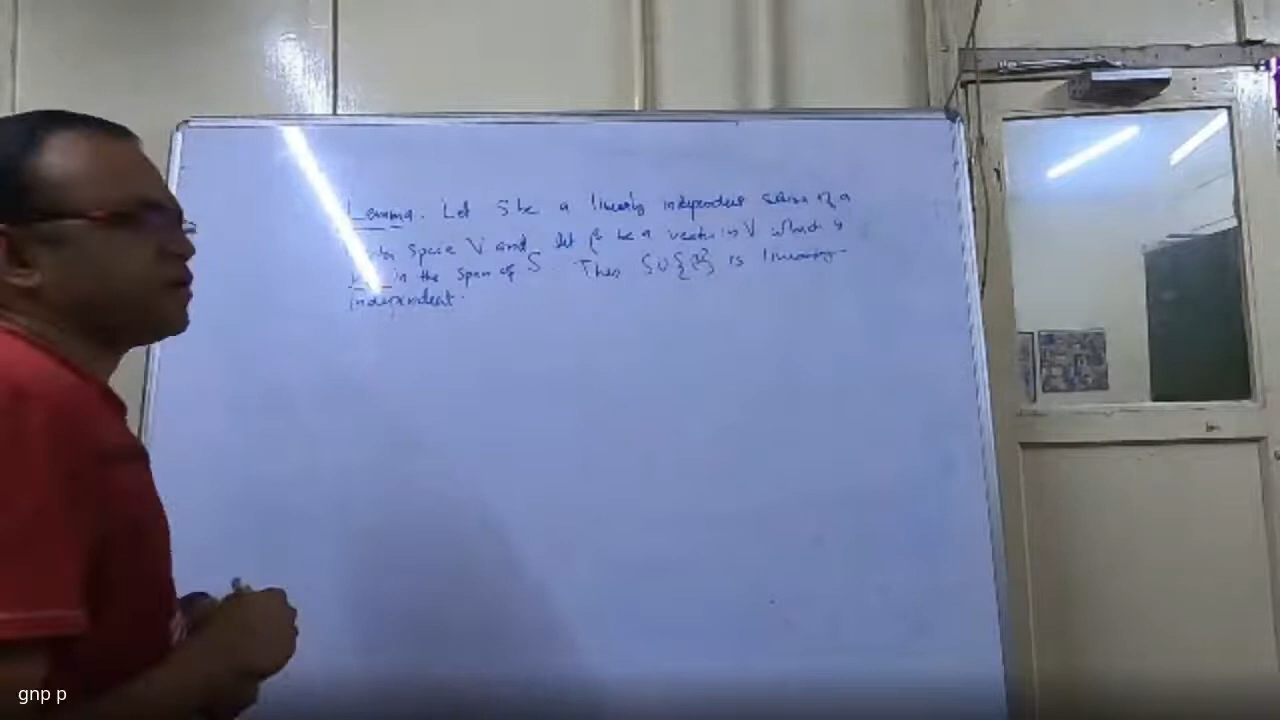 Lemma. Let S be a linearly independent subset of a
vector space V and let β be a vector in V which is
in the span of S. Then S∪{β} is linearly
independent.
gnp p